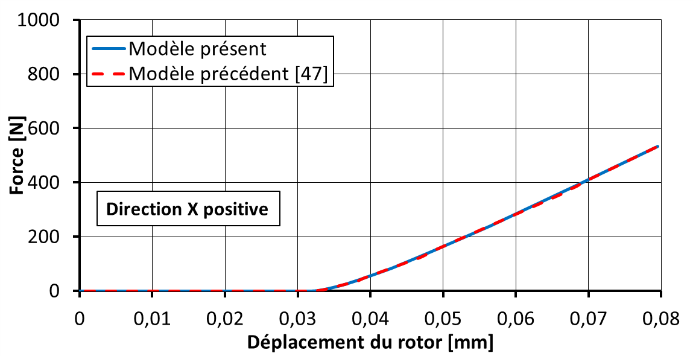 1000
800
600
400
200
0
Force [N]
Modèle présent
Modèle précédent [47]
Direction X positive
0 0,01 0,02 0,03 0,04 0,05 0,06 0,07 0,08
Déplacement du rotor [mm]